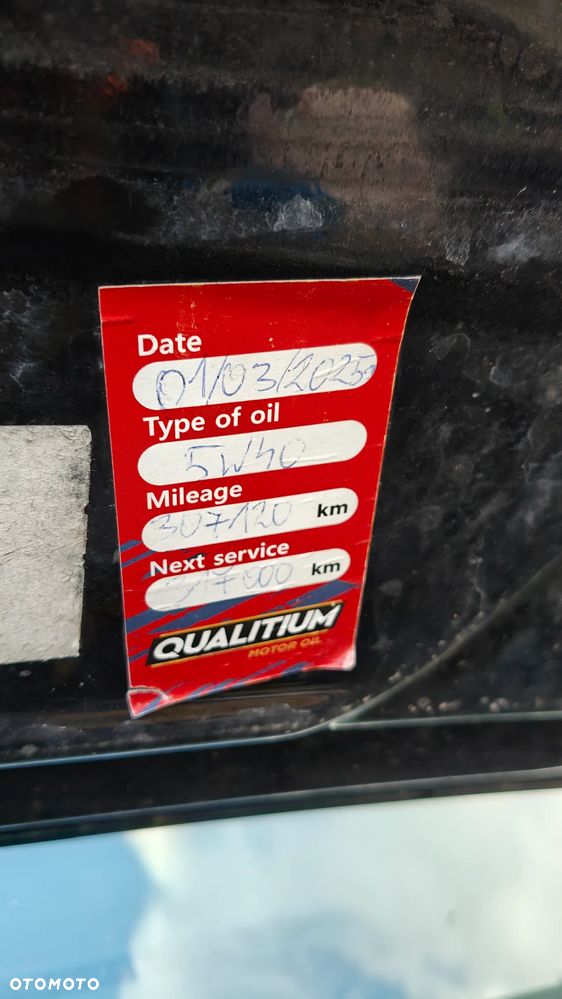 Date
01/03/2025
Type of oil
5W40
Mileage
307120 km
Next service
317000 km
QUALITIUM
MOTOR OIL
OTOMOTO